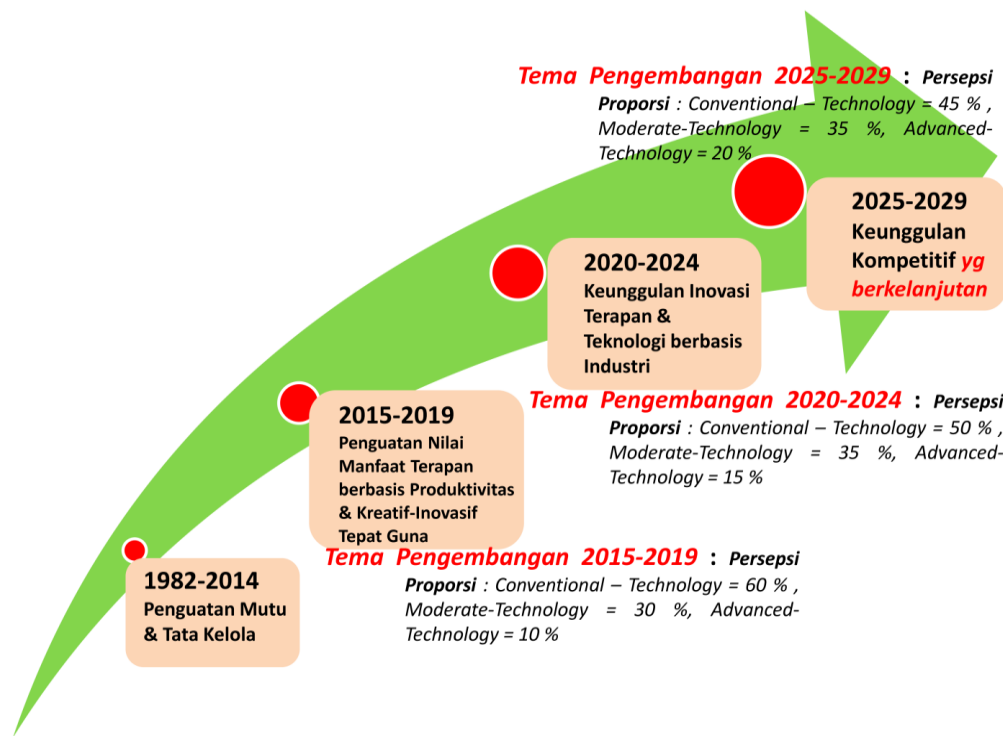 Tema Pengembangan 2025-2029 : Persepsi
Proporsi : Conventional – Technology = 45 % ,
Moderate-Technology = 35 %, Advanced-
Technology = 20 %
2025-2029
Keunggulan
Kompetitif yg
berkelanjutan
2020-2024
Keunggulan Inovasi
Terapan &
Teknologi berbasis
Industri
Tema Pengembangan 2020-2024 : Persepsi
Proporsi : Conventional – Technology = 50 % ,
Moderate-Technology = 35 %, Advanced-
Technology = 15 %
2015-2019
Penguatan Nilai
Manfaat Terapan
berbasis Produktivitas
& Kreatif-Inovasif
Tepat Guna
Tema Pengembangan 2015-2019 : Persepsi
Proporsi : Conventional – Technology = 60 % ,
Moderate-Technology = 30 %, Advanced-
Technology = 10 %
1982-2014
Penguatan Mutu
& Tata Kelola